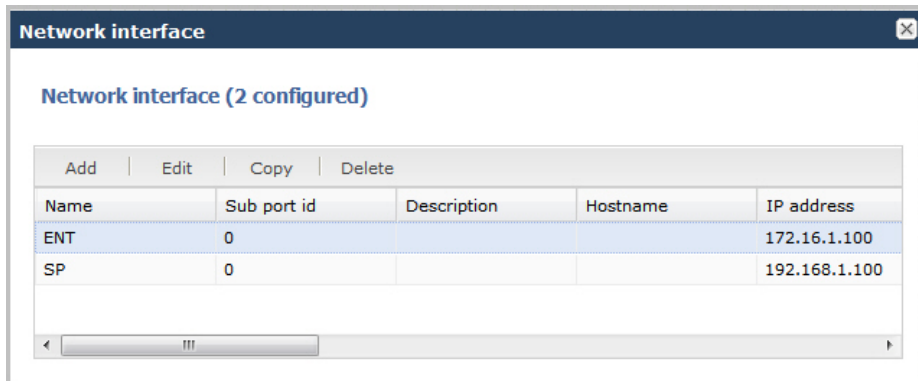 Network interface
Network interface (2 configured)
Add Edit Copy Delete
Name Sub port id Description Hostname IP address
ENT 0 172.16.1.100
SP 0 192.168.1.100